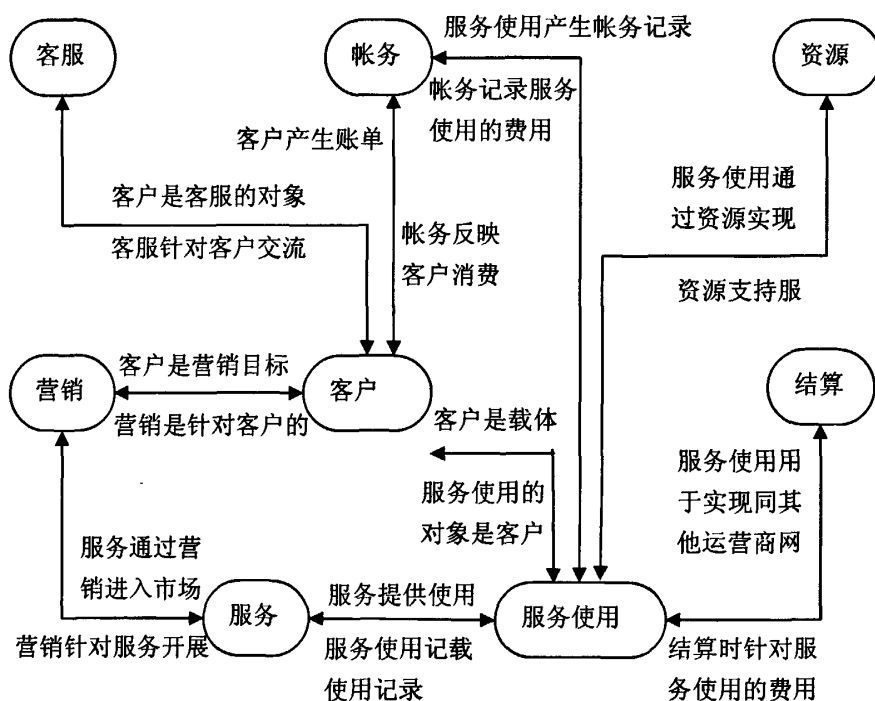 服务使用产生帐务记录
客服
帐务
资源
帐务记录服务
使用的费用
客户产生账单
服务使用通
过资源实现
客户是客服的对象
客服针对客户交流
帐务反映
客户消费
资源支持服
客户是营销目标
营销
客户
结算
营销是针对客户的
客户是载体
服务使用用
于实现同其
他运营商网
服务使用的
对象是客户
服务通过营
销进入市场
服务
服务提供使用
服务使用
营销针对服务开展
服务使用记载
使用记录
结算时针对服
务使用的费用